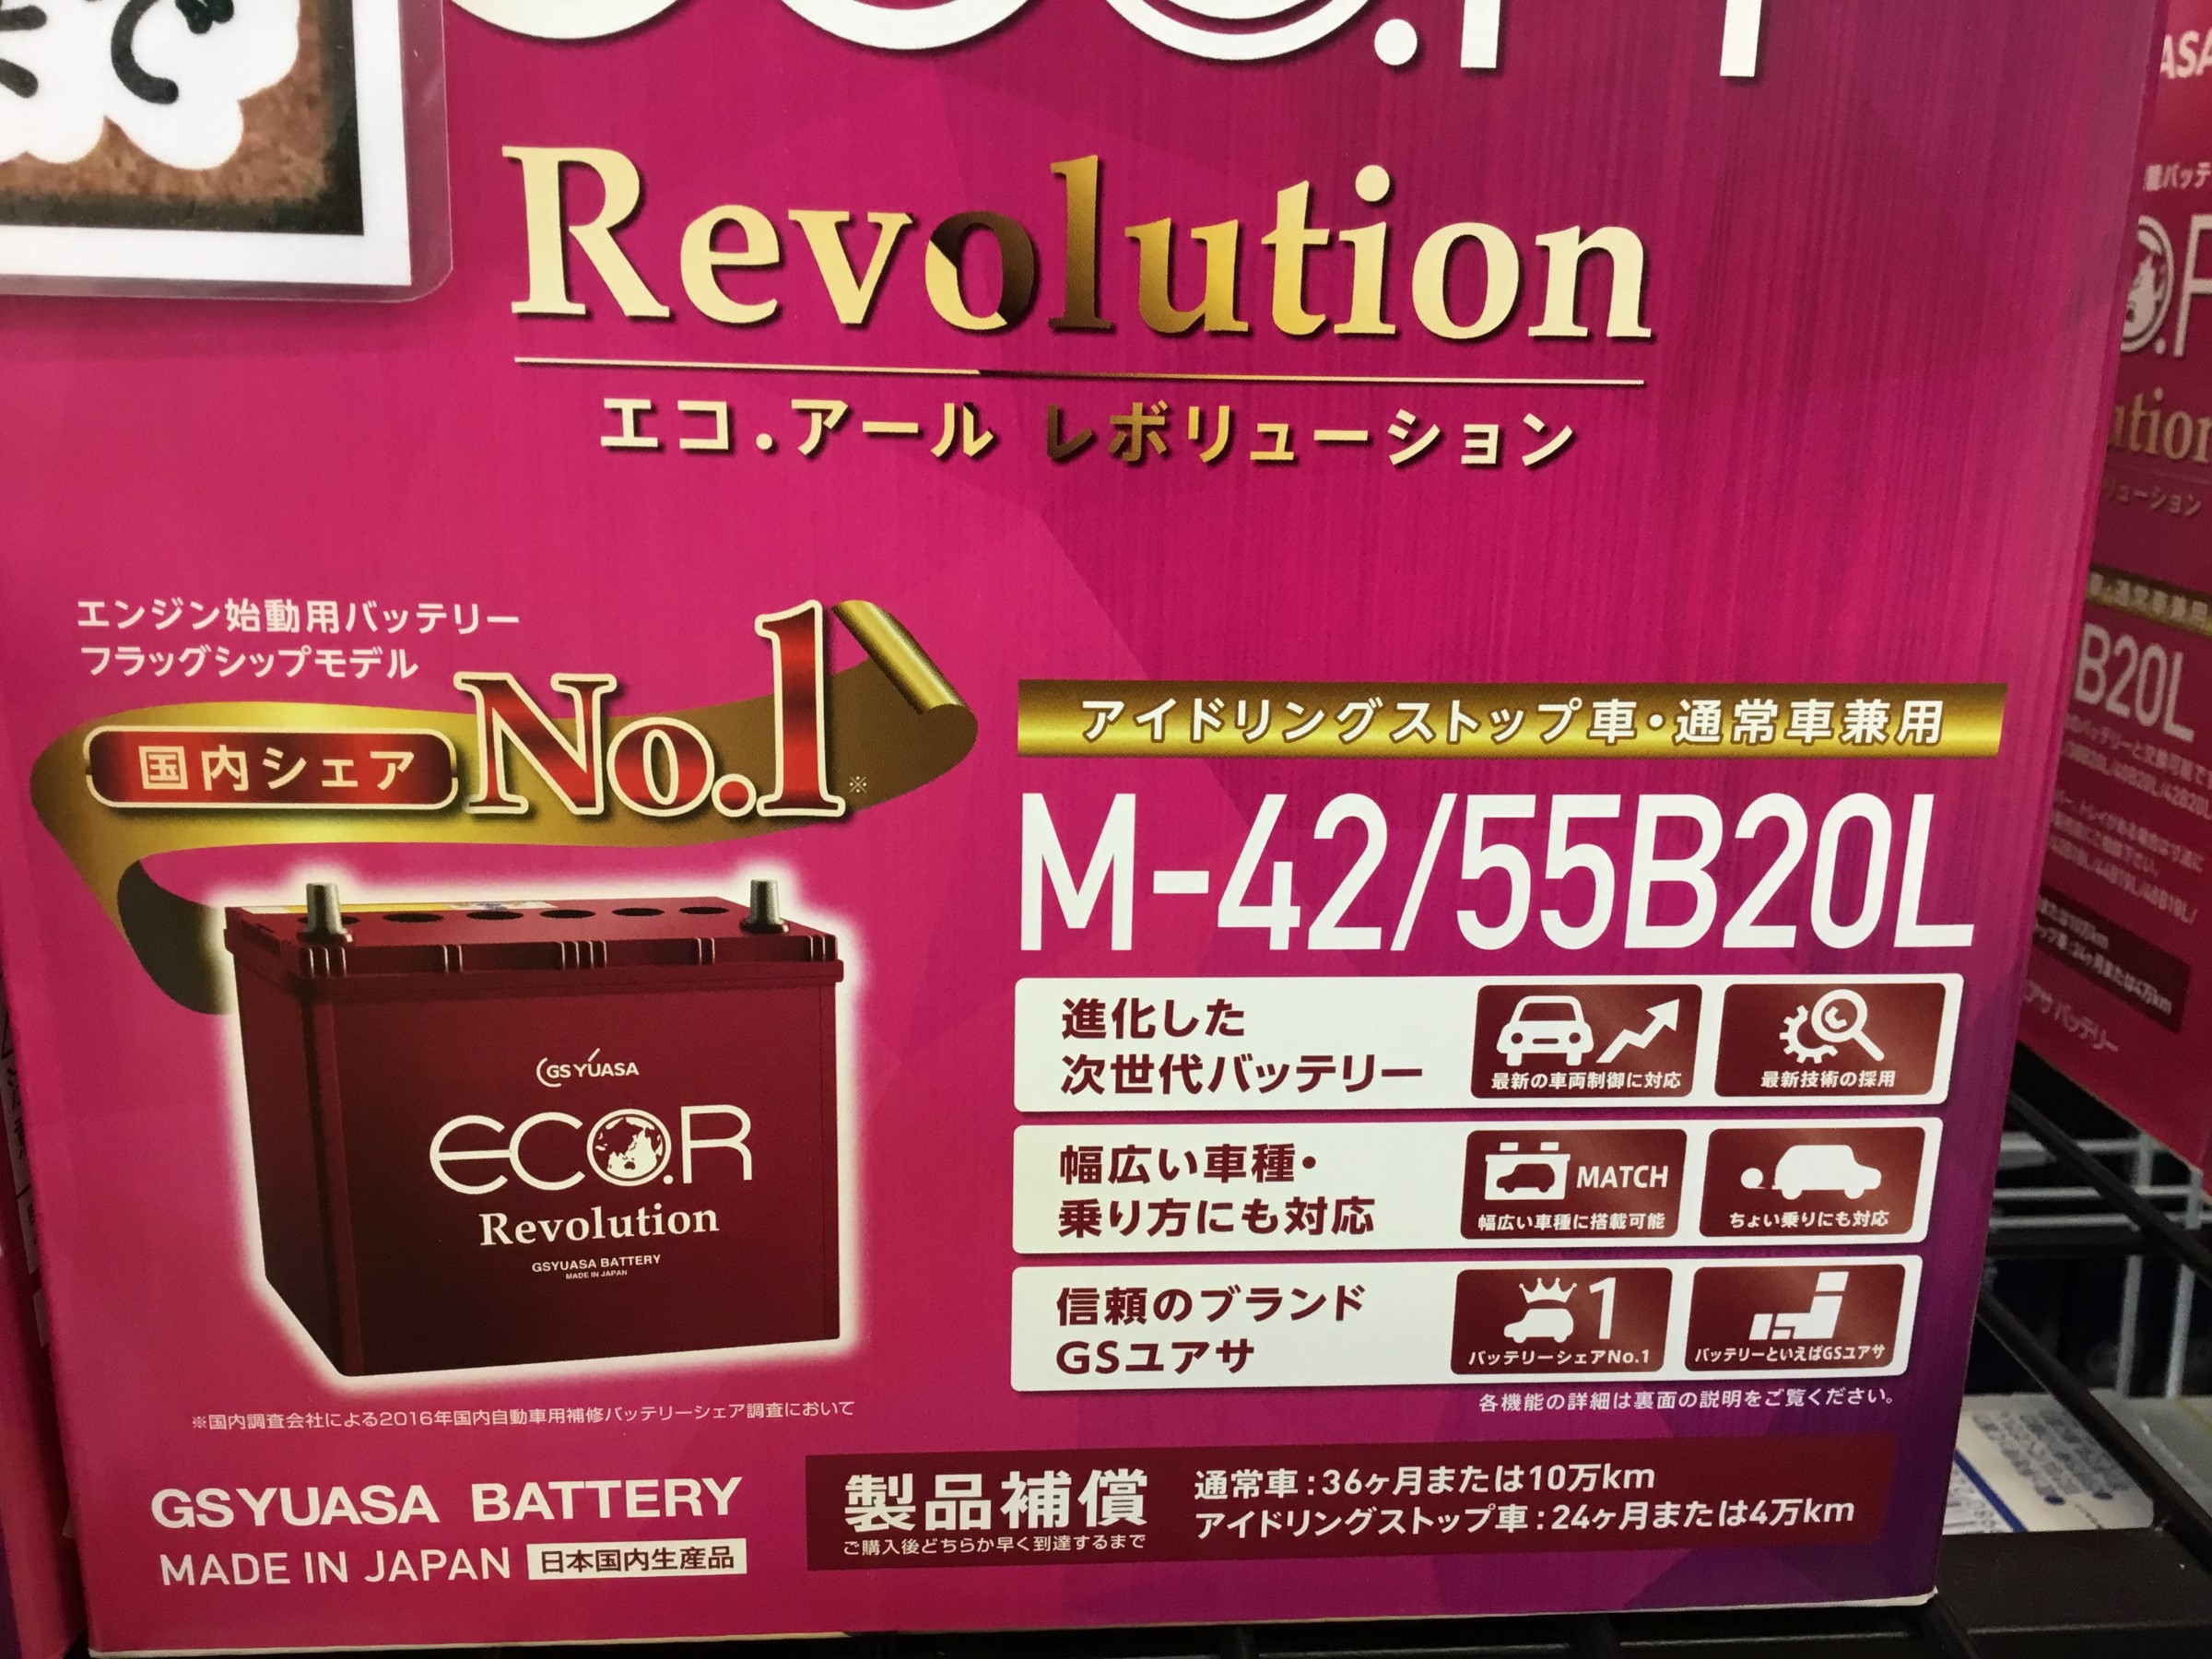 で
Revolution
エコ.アール レボリューション
エンジン始動用バッテリー
フラッグシップモデル
国内シェア No.1※
アイドリングストップ車・通常車兼用
M-42/55B20L
進化した
次世代バッテリー
最新の車両制御に対応
最新技術の採用
幅広い車種・
乗り方にも対応
MATCH
幅広い車種に搭載可能
ちょい乗りにも対応
信頼のブランド
GSユアサ
1
バッテリーシェアNo.1
バッテリーといえばGSユアサ
各機能の詳細は裏面の説明をご覧ください。
GS YUASA
ECO.R
Revolution
GSYUASA BATTERY
MADE IN JAPAN
※国内調査会社による2016年国内自動車用補修バッテリーシェア調査において
GSYUASA BATTERY
MADE IN JAPAN 日本国内生産品
製品補償
ご購入後どちらか早く到達するまで
通常車:36ヶ月または10万km
アイドリングストップ車:24ヶ月または4万km
B20L